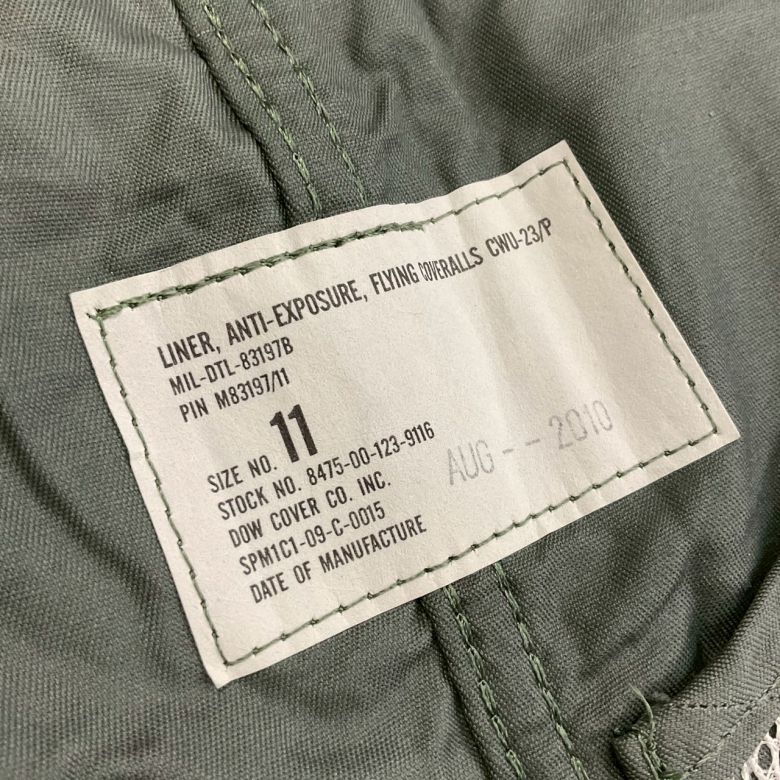 LINER, ANTI-EXPOSURE, FLYING COVERALLS CWU-23/P
MIL-DTL-83197B
PIN M83197/11
SIZE NO. 11
STOCK NO. 8475-00-123-9116
DOW COVER CO. INC.
SPM1C1-09-C-0015
DATE OF MANUFACTURE AUG -- 2010